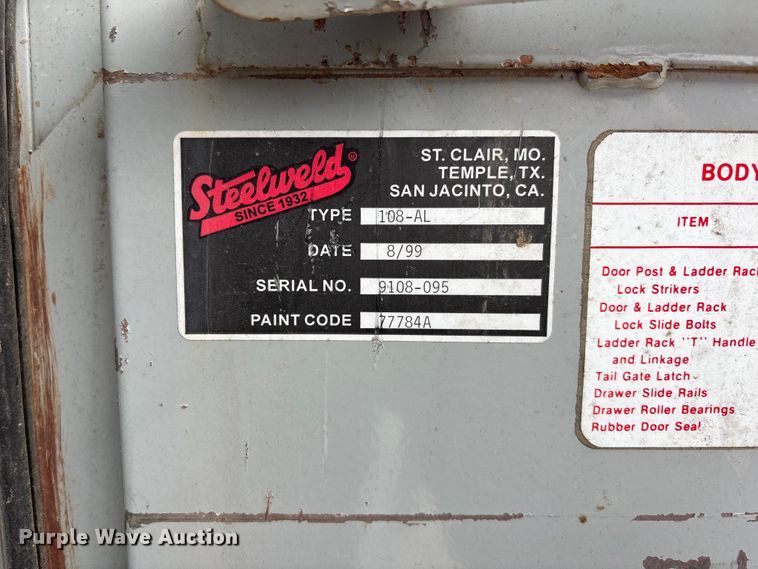 Steelweld®
SINCE 1932
ST. CLAIR, MO.
TEMPLE, TX.
SAN JACINTO, CA.
TYPE 108-AL
DATE 8/99
SERIAL NO. 9108-095
PAINT CODE 77784A
BODY
ITEM
Door Post & Ladder Rack
Lock Strikers
Door & Ladder Rack
Lock Slide Bolts
Ladder Rack "T" Handle
and Linkage
Tail Gate Latch
Drawer Slide Rails
Drawer Roller Bearings
Rubber Door Seal
Purple Wave Auction